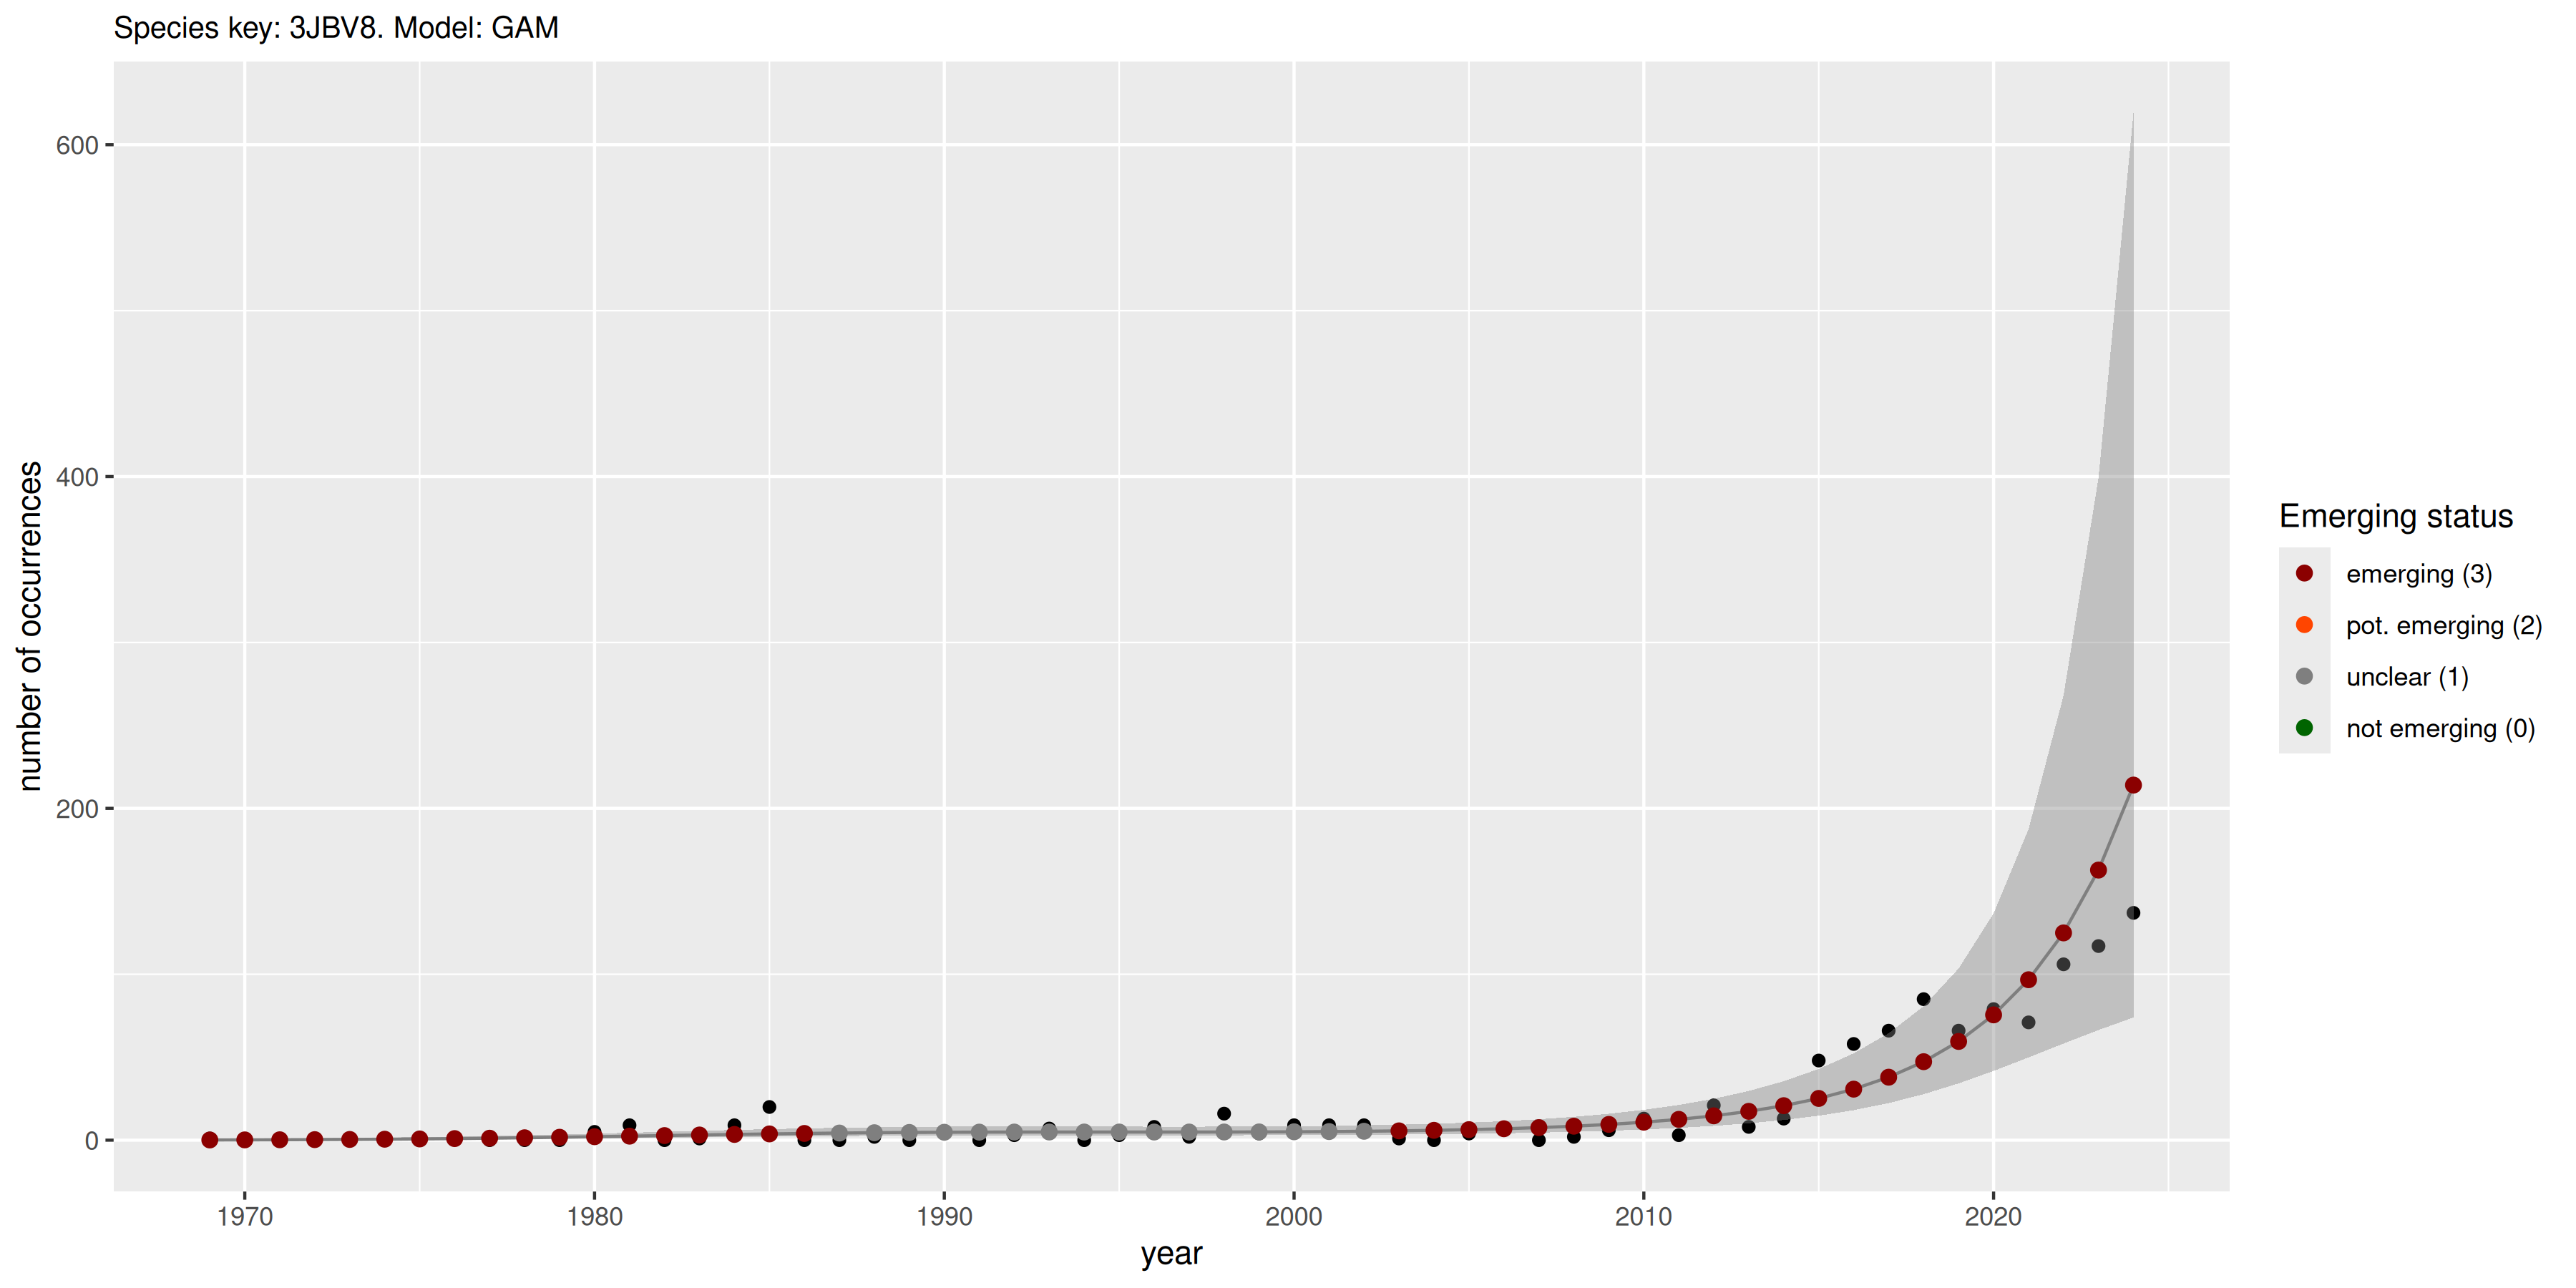 Species key: 3JBV8. Model: GAM
600
400
200
0
number of occurrences
1970
1980
1990
2000
2010
2020
year
Emerging status
emerging (3)
pot. emerging (2)
unclear (1)
not emerging (0)